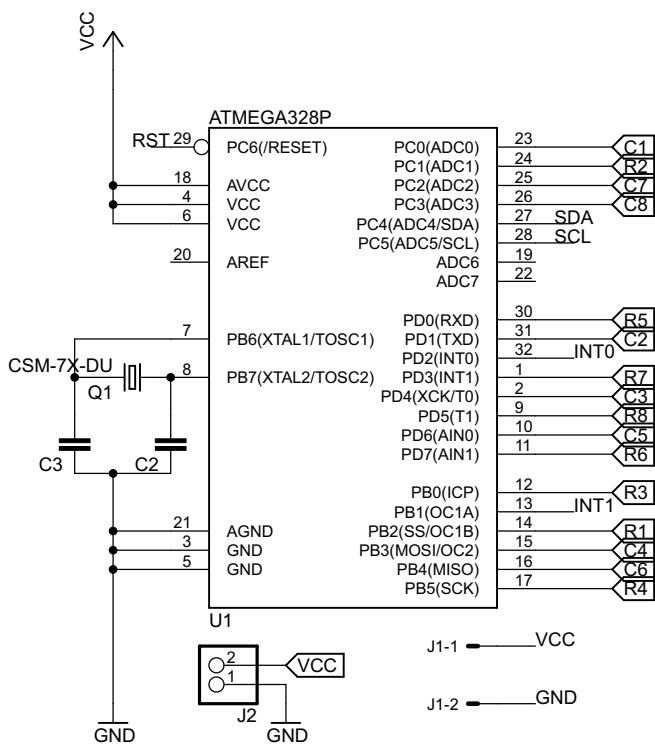 VCC
ATMEGA328P
RST 29 PC6(/RESET) PC0(ADC0) 23 C1
PC1(ADC1) 24 R2
18 AVCC PC2(ADC2) 25 C7
4 VCC PC3(ADC3) 26 C8
6 VCC PC4(ADC4/SDA) 27 SDA
PC5(ADC5/SCL) 28 SCL
20 AREF ADC6 19
ADC7 22
PD0(RXD) 30 R5
7 PB6(XTAL1/TOSC1) PD1(TXD) 31 C2
PD2(INT0) 32 INT0
CSM-7X-DU 8 PB7(XTAL2/TOSC2) PD3(INT1) 1 R7
Q1 PD4(XCK/T0) 2 C3
PD5(T1) 9 R8
PD6(AIN0) 10 C5
C3 C2 PD7(AIN1) 11 R6
PB0(ICP) 12 R3
PB1(OC1A) 13 INT1
21 AGND PB2(SS/OC1B) 14 R1
3 GND PB3(MOSI/OC2) 15 C4
5 GND PB4(MISO) 16 C6
PB5(SCK) 17 R4
U1
J1-1 VCC
2 VCC
1
J1-2 GND
J2
GND GND